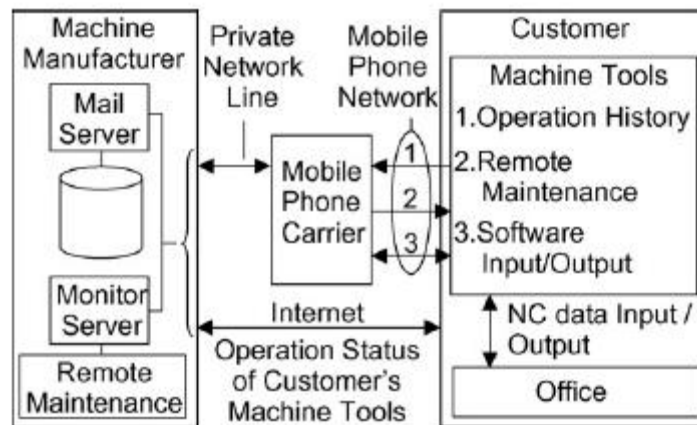 Machine
Manufacturer
Mail
Server
Monitor
Server
Remote
Maintenance
Private
Network
Line
Mobile
Phone
Network
Mobile
Phone
Carrier
1
2
3
Internet
Operation Status
of Customer's
Machine Tools
Customer
Machine Tools
1.Operation History
2.Remote
Maintenance
3.Software
Input/Output
NC data Input /
Output
Office